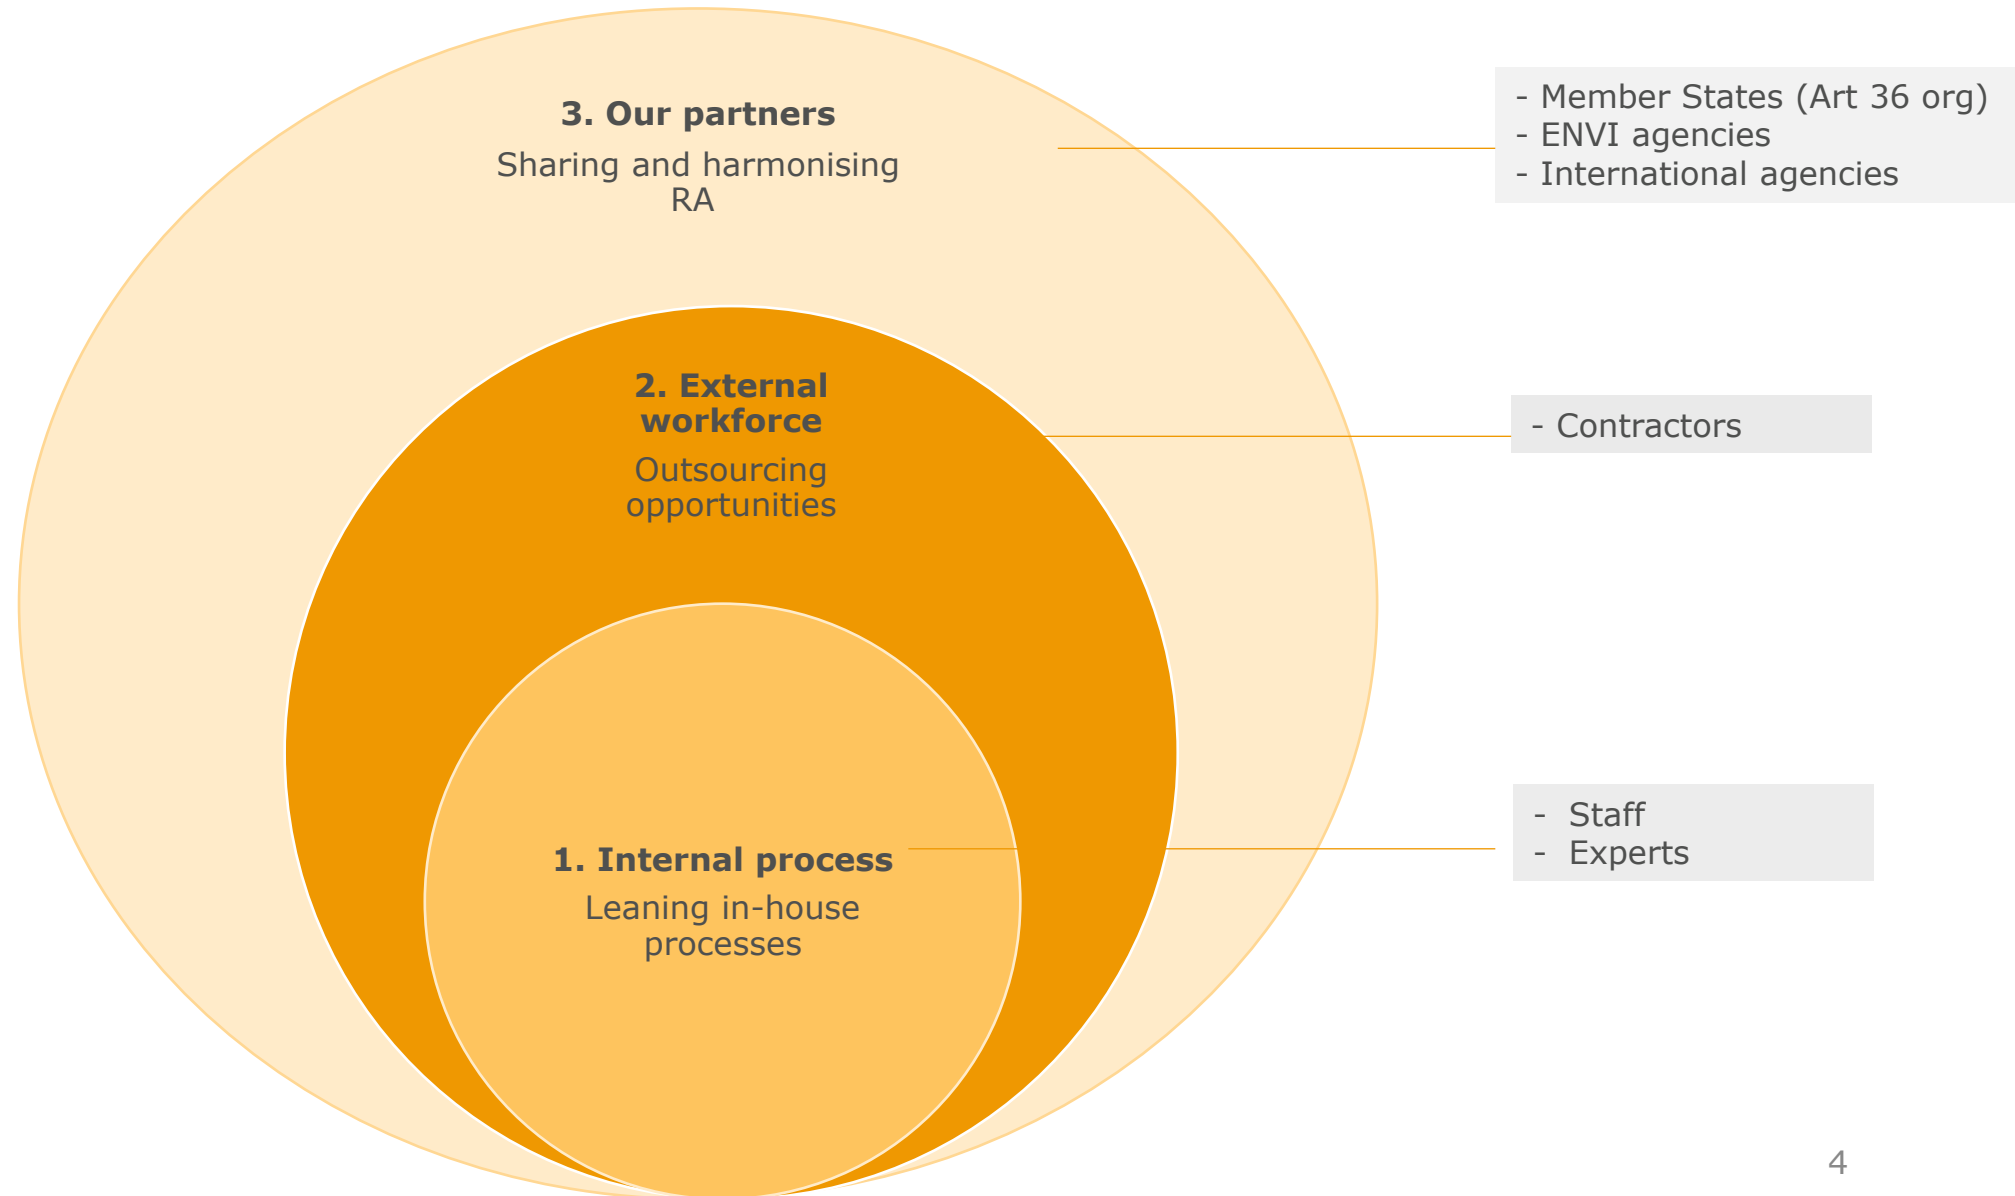 3. Our partners
Sharing and harmonising
RA
- Member States (Art 36 org)
- ENVI agencies
- International agencies
2. External
workforce
Outsourcing
opportunities
- Contractors
1. Internal process
Leaning in-house
processes
- Staff
- Experts
4